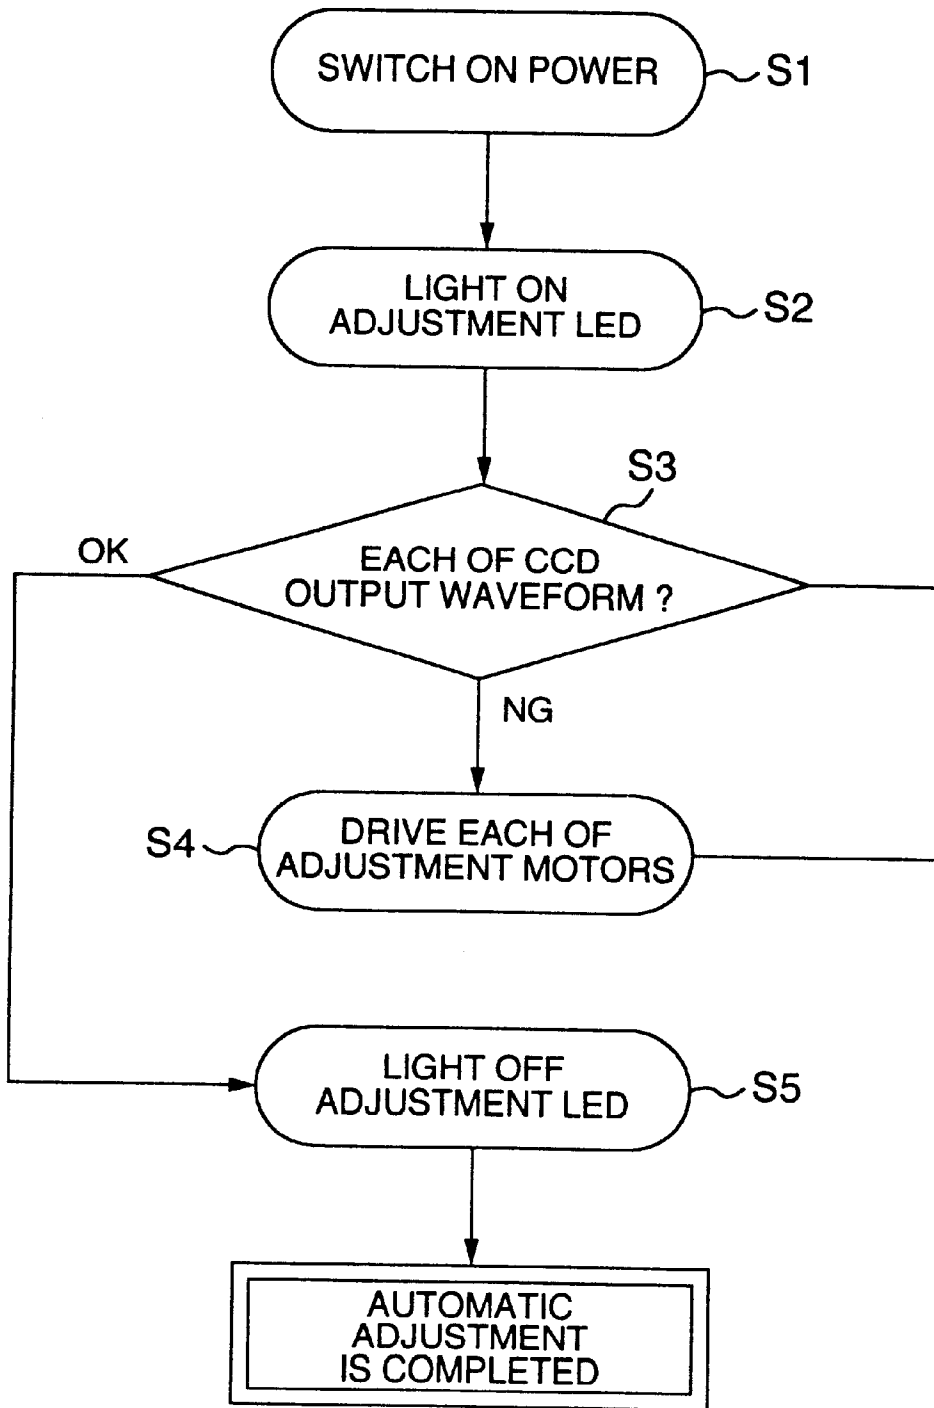 SWITCH ON POWER
S1
LIGHT ON
ADJUSTMENT LED
S2
S3
OK
EACH OF CCD
OUTPUT WAVEFORM ?
NG
S4
DRIVE EACH OF
ADJUSTMENT MOTORS
LIGHT OFF
ADJUSTMENT LED
S5
AUTOMATIC
ADJUSTMENT
IS COMPLETED